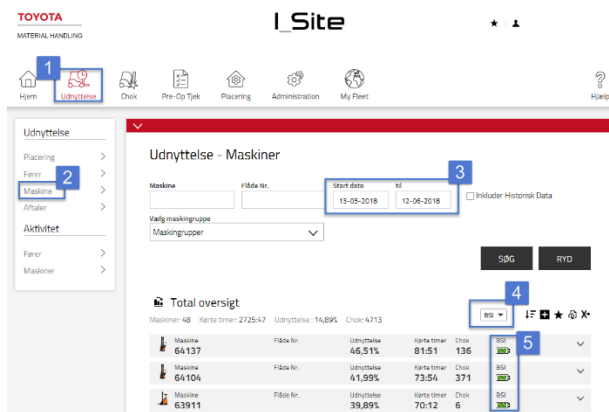 TOYOTA
MATERIAL HANDLING
I_Site
1
Hjem
Udnyttelse
Chok
Pre-Op Tjek
Placering
Administration
My Fleet
Hjælp
Udnyttelse
Placering
Fører
2
Maskine
Aftaler
Aktivitet
Fører
Maskiner
Udnyttelse - Maskiner
3
Maskine
Flåde Nr.
Start dato
til
13-05-2018
12-06-2018
Inkluder Historisk Data
Vælg maskingruppe
Maskingrupper
SØG
RYD
4
Total oversigt
Maskiner: 48 Kørte timer: 2725:47 Udnyttelse: 14,89% Chok: 4713
BSI
5
Maskine Flåde Nr. Udnyttelse Kørte timer Chok BSI
64137 46,51% 81:51 136
Maskine Flåde Nr. Udnyttelse Kørte timer Chok BSI
64104 41,99% 73:54 371
Maskine Flåde Nr. Udnyttelse Kørte timer Chok BSI
63911 39,89% 70:12 6